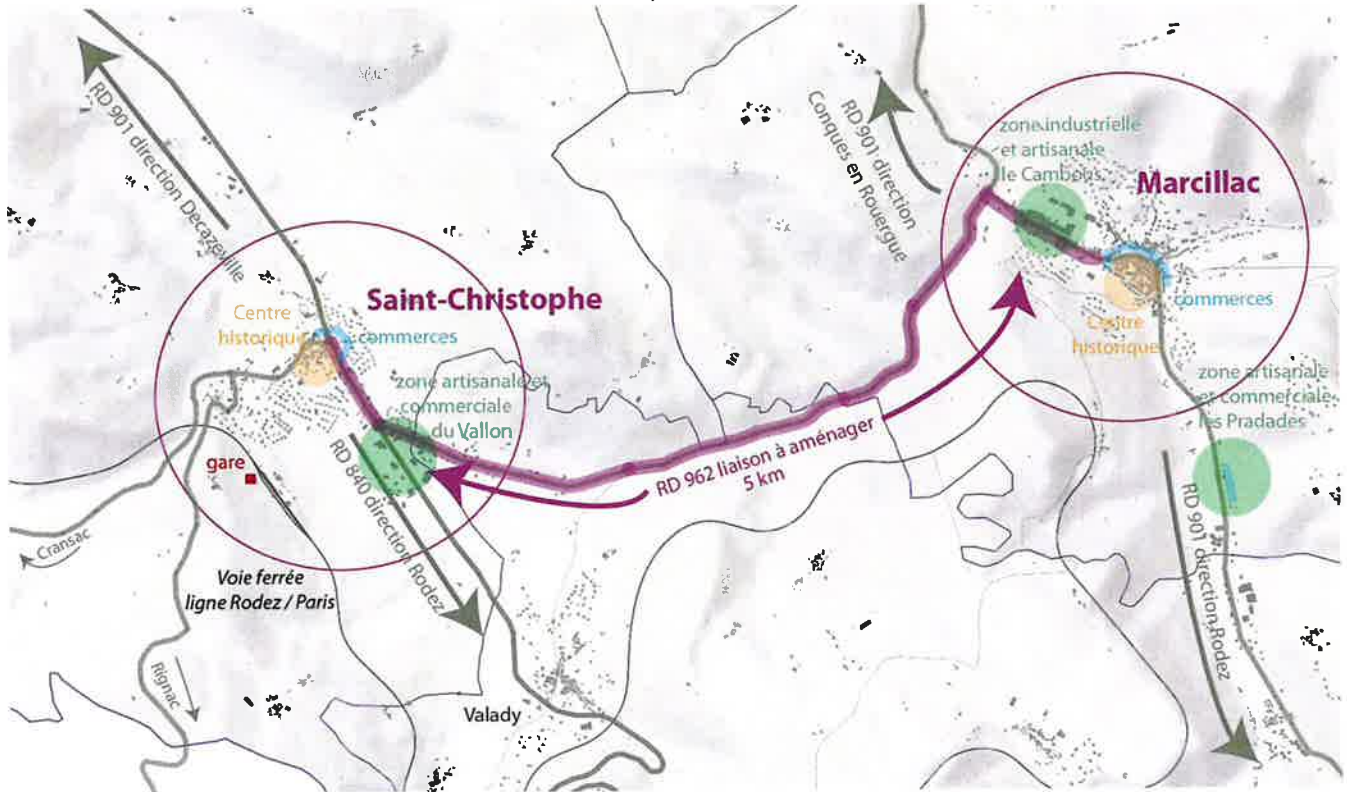 RD 901 direction Decazeville
Saint-Christophe
Centre
historique
commerces
zone artisanale et
commerciale
du Vallon
gare
RD 840 direction Rodez
Cransac
Voie ferrée
ligne Rodez / Paris
Rignac
Valady
RD 962 liaison à aménager
5 km
RD 901 direction
Conques en Rouergue
zone industrielle
et artisanale
le Cambous
Marcillac
commerces
Centre
historique
zone artisanale
et commerciale
les Pradades
RD 901 direction Rodez